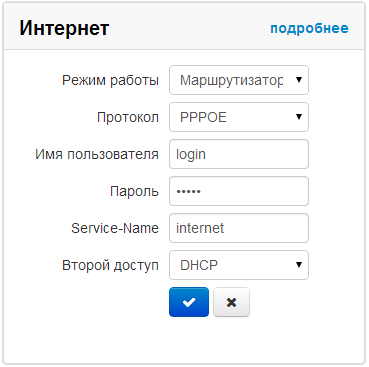 Интернет подробнее
Режим работы Маршрутизатор
Протокол PPPOE
Имя пользователя login
Пароль •••••
Service-Name internet
Второй доступ DHCP